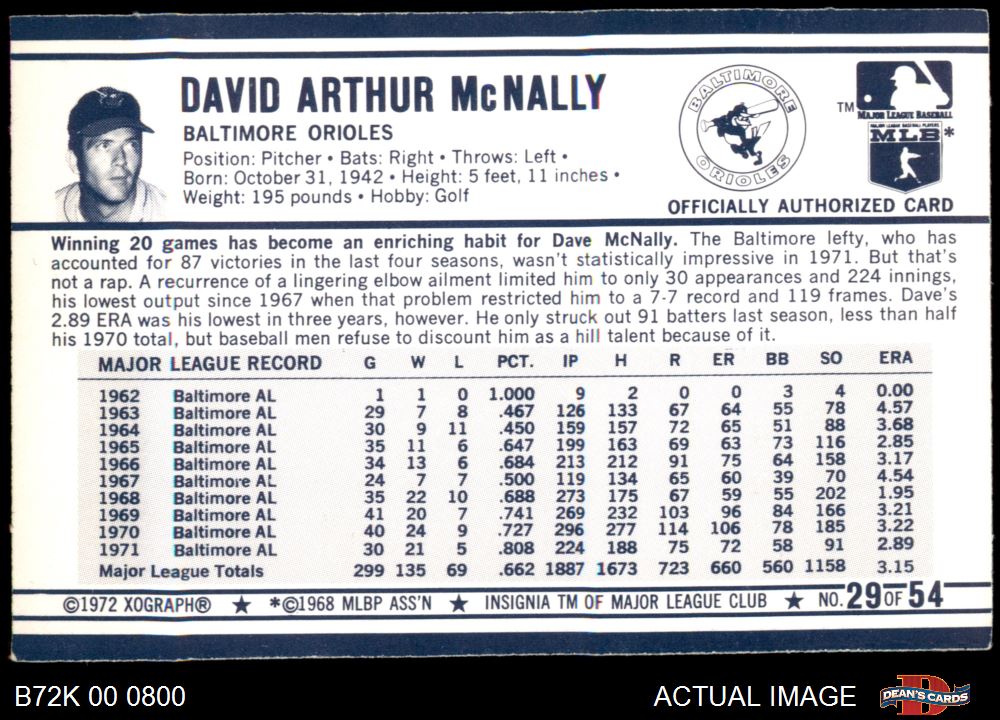 DAVID ARTHUR McNALLY
BALTIMORE ORIOLES
Position: Pitcher • Bats: Right • Throws: Left •
Born: October 31, 1942 • Height: 5 feet, 11 inches •
Weight: 195 pounds • Hobby: Golf
BALTIMORE
ORIOLES
TM
MAJOR LEAGUE BASEBALL
MAJOR LEAGUE BASEBALL PLAYERS
MLB*
OFFICIALLY AUTHORIZED CARD
Winning 20 games has become an enriching habit for Dave McNally. The Baltimore lefty, who has
accounted for 87 victories in the last four seasons, wasn't statistically impressive in 1971. But that's
not a rap. A recurrence of a lingering elbow ailment limited him to only 30 appearances and 224 innings,
his lowest output since 1967 when that problem restricted him to a 7-7 record and 119 frames. Dave's
2.89 ERA was his lowest in three years, however. He only struck out 91 batters last season, less than half
his 1970 total, but baseball men refuse to discount him as a hill talent because of it.
MAJOR LEAGUE RECORD G W L PCT. IP H R ER BB SO ERA
1962 Baltimore AL 1 1 0 1.000 9 2 0 0 3 4 0.00
1963 Baltimore AL 29 7 8 .467 126 133 67 64 55 78 4.57
1964 Baltimore AL 30 9 11 .450 159 157 72 65 51 88 3.68
1965 Baltimore AL 35 11 6 .647 199 163 69 63 73 116 2.85
1966 Baltimore AL 34 13 6 .684 213 212 91 75 64 158 3.17
1967 Baltimore AL 24 7 7 .500 119 134 65 60 39 70 4.54
1968 Baltimore AL 35 22 10 .688 273 175 67 59 55 202 1.95
1969 Baltimore AL 41 20 7 .741 269 232 103 96 84 166 3.21
1970 Baltimore AL 40 24 9 .727 296 277 114 106 78 185 3.22
1971 Baltimore AL 30 21 5 .808 224 188 75 72 58 91 2.89
Major League Totals 299 135 69 .662 1887 1673 723 660 560 1158 3.15
©1972 XOGRAPH® ★ *©1968 MLBP ASS'N ★ INSIGNIA TM OF MAJOR LEAGUE CLUB ★ NO. 29 OF 54
B72K 00 0800
ACTUAL IMAGE
D
DEAN'S CARDS